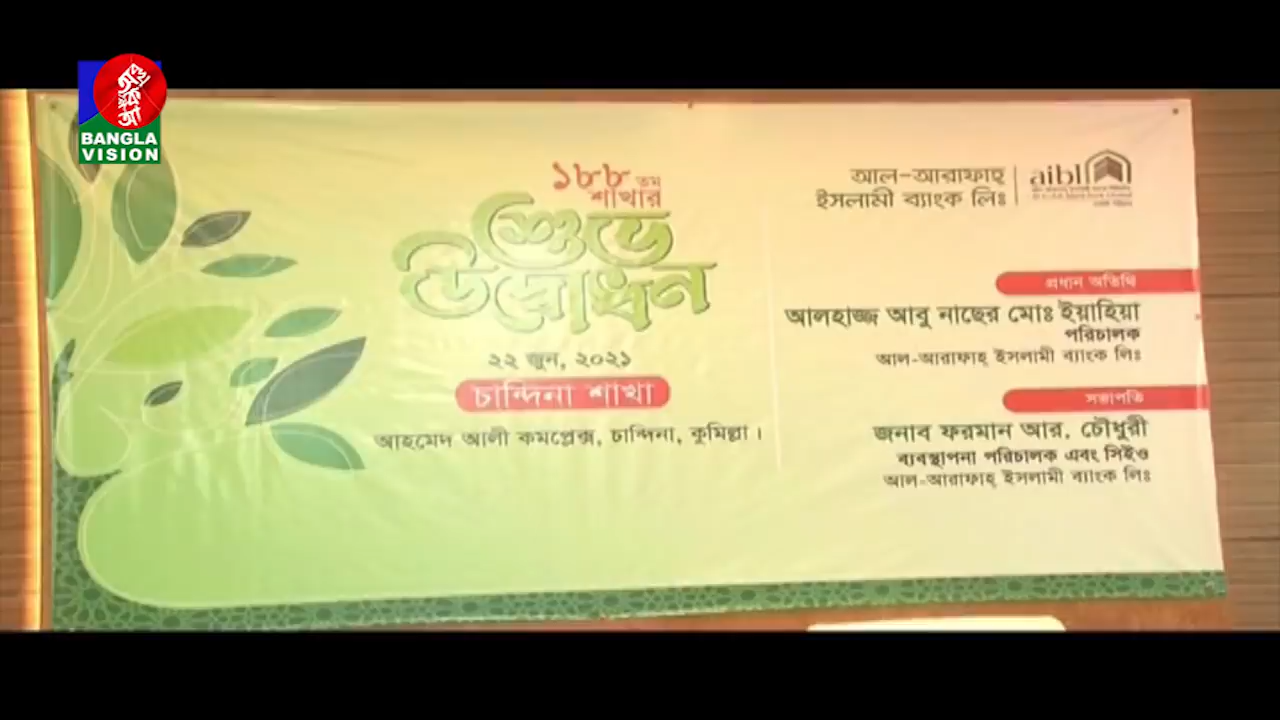 BANGLA
VISION
১৮৮ তম
শাখার
শুভ
উদ্বোধন
২২ জুন, ২০২১
চান্দিনা শাখা
আহমেদ আলী কমপ্লেক্স, চান্দিনা, কুমিল্লা।
আল-আরাফাহ্
ইসলামী ব্যাংক লিঃ
aibl
প্রধান অতিথি
আলহাজ্জ আবু নাছের মোঃ ইয়াহিয়া
পরিচালক
আল-আরাফাহ্ ইসলামী ব্যাংক লিঃ
সভাপতি
জনাব ফরমান আর. চৌধুরী
ব্যবস্থাপনা পরিচালক এবং সিইও
আল-আরাফাহ্ ইসলামী ব্যাংক লিঃ